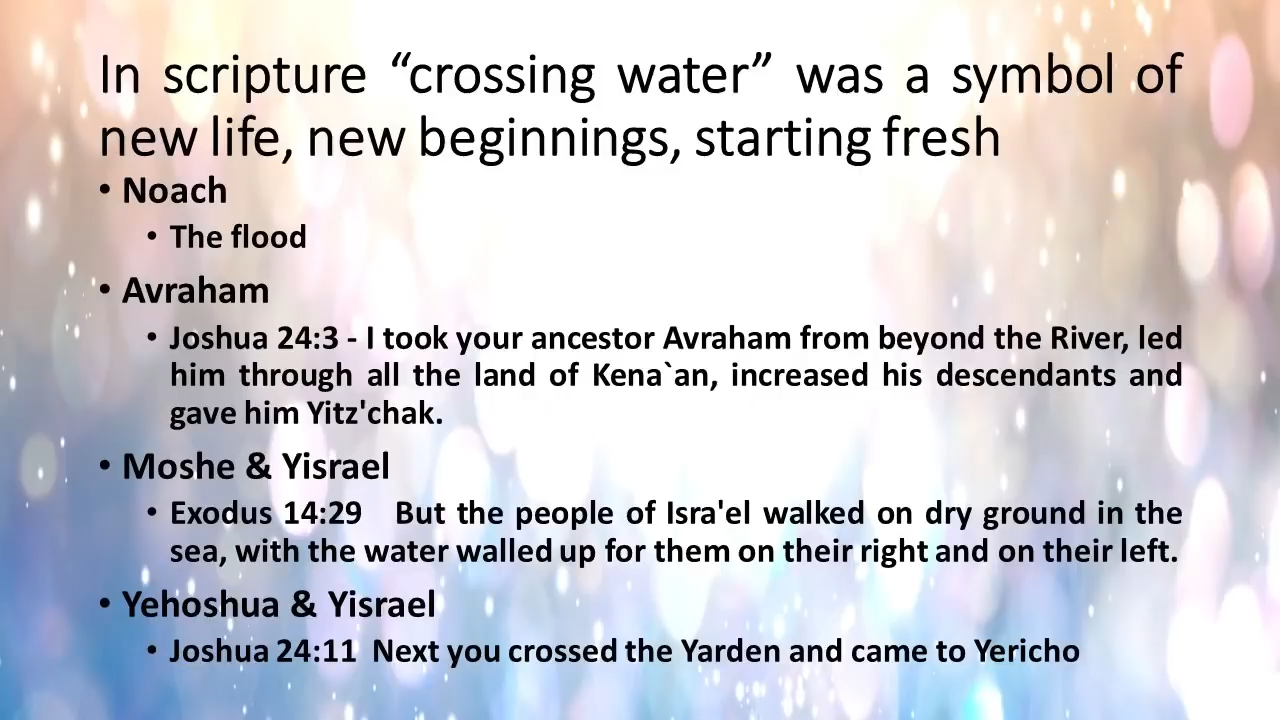 In scripture “crossing water” was a symbol of
new life, new beginnings, starting fresh
• Noach
• The flood
• Avraham
• Joshua 24:3 - I took your ancestor Avraham from beyond the River, led
him through all the land of Kena`an, increased his descendants and
gave him Yitz'chak.
• Moshe & Yisrael
• Exodus 14:29 But the people of Isra'el walked on dry ground in the
sea, with the water walled up for them on their right and on their left.
• Yehoshua & Yisrael
• Joshua 24:11 Next you crossed the Yarden and came to Yericho